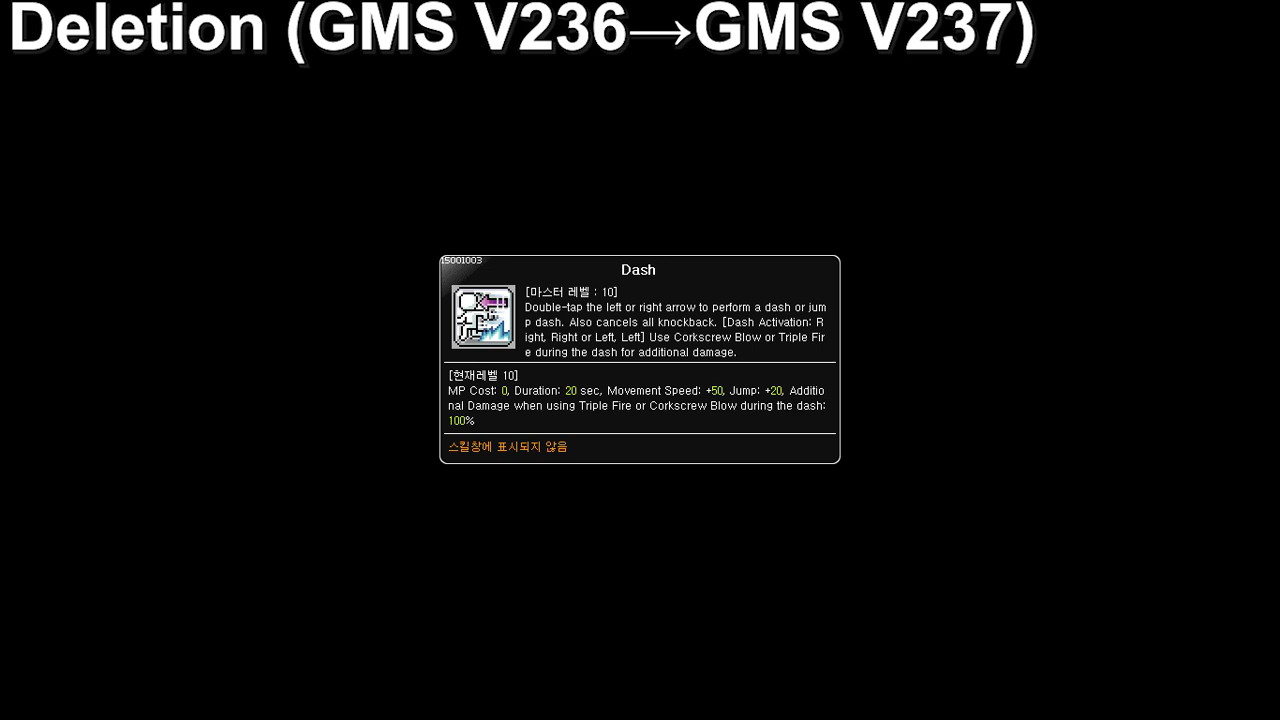 Deletion (GMS V236→GMS V237)
15001003
Dash
[마스터 레벨 : 10]
Double-tap the left or right arrow to perform a dash or jum
p dash. Also cancels all knockback. [Dash Activation: R
ight, Right or Left, Left] Use Corkscrew Blow or Triple Fir
e during the dash for additional damage.
[현재레벨 10]
MP Cost: 0, Duration: 20 sec, Movement Speed: +50, Jump: +20, Additio
nal Damage when using Triple Fire or Corkscrew Blow during the dash:
100%
스킬창에 표시되지 않음